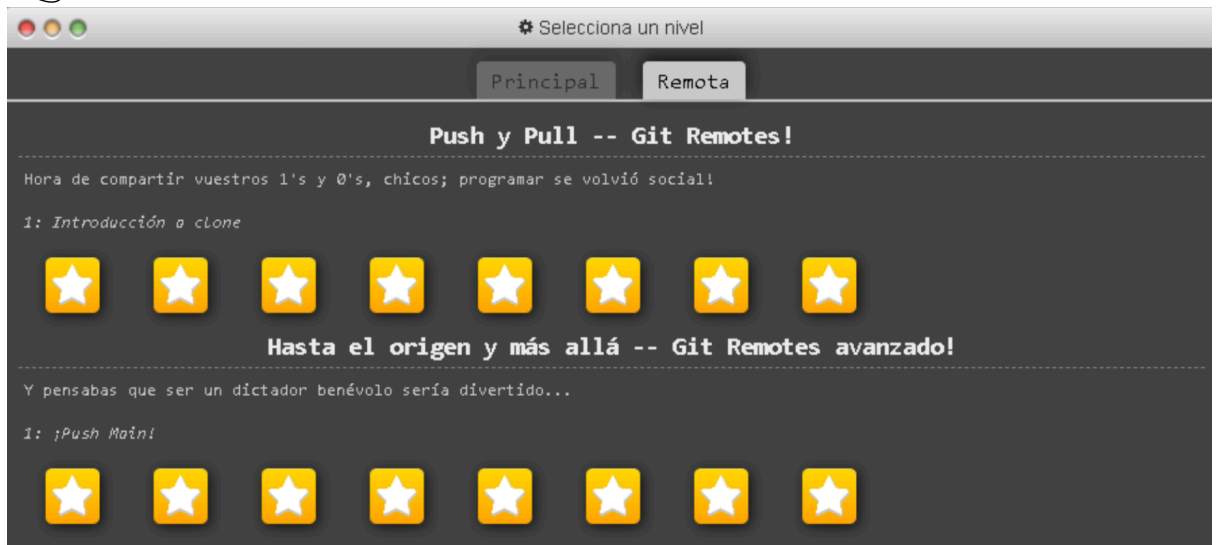 Selecciona un nivel
Principal Remota
Push y Pull -- Git Remotes!
Hora de compartir vuestros 1's y 0's, chicos; programar se volvió social!
1: Introducción a clone
Hasta el origen y más allá -- Git Remotes avanzado!
Y pensabas que ser un dictador benévolo sería divertido...
1: ¡Push Main!